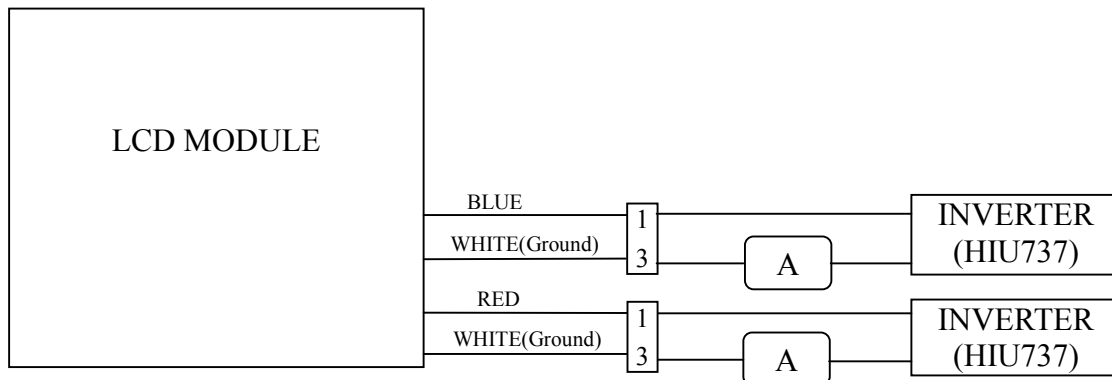 LCD MODULE
BLUE
WHITE(Ground)
1
3
A
INVERTER
(HIU737)
RED
WHITE(Ground)
1
3
A
INVERTER
(HIU737)